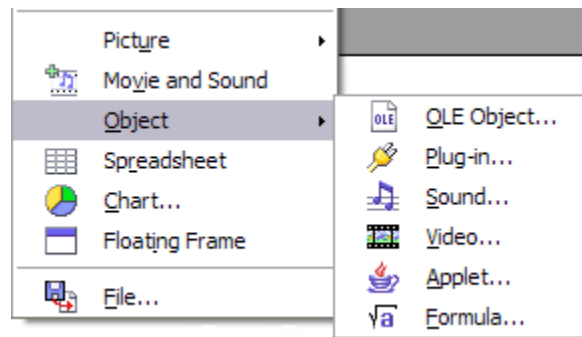 Picture
Movie and Sound
Object
Spreadsheet
Chart...
Floating Frame
File...
OLE
OLE Object...
Plug-in...
Sound...
Video...
Applet...
√a
Formula...